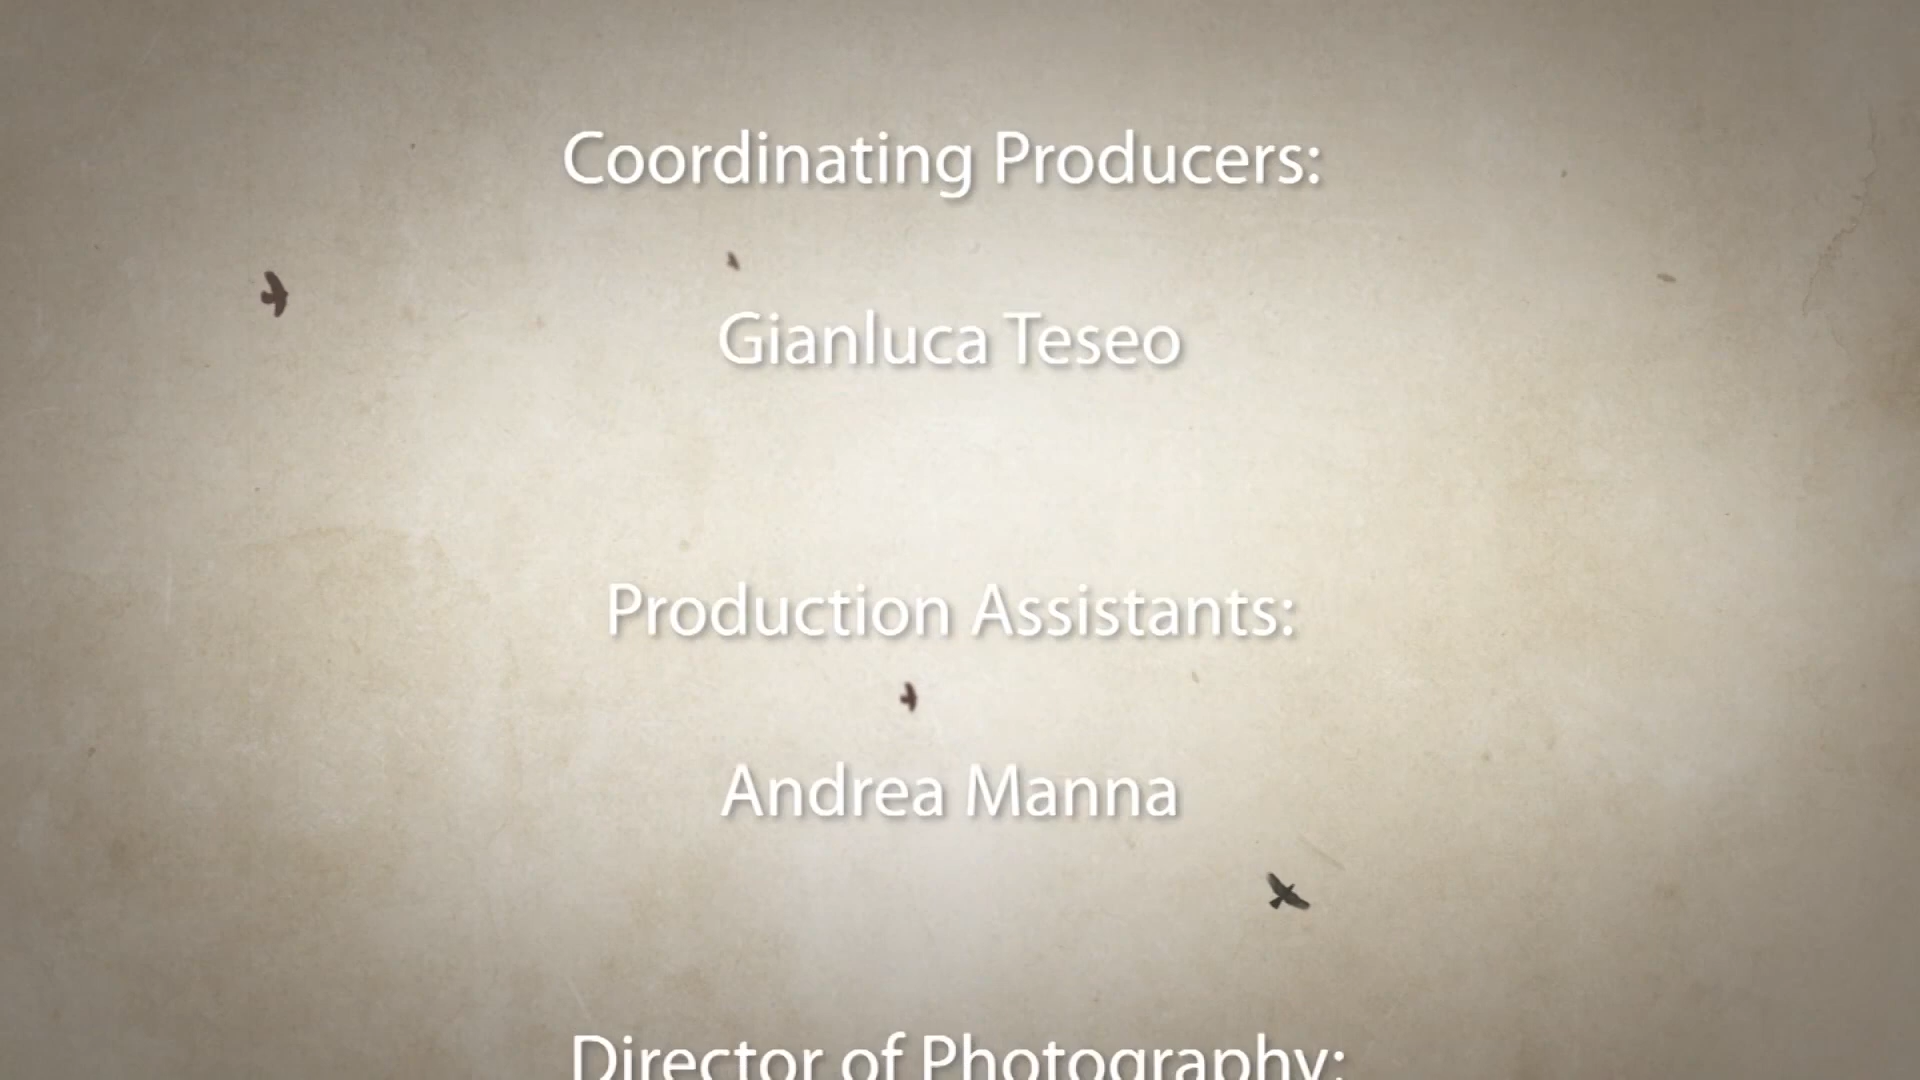 Coordinating Producers:
Gianluca Teseo
Production Assistants:
Andrea Manna
Director of Photography: